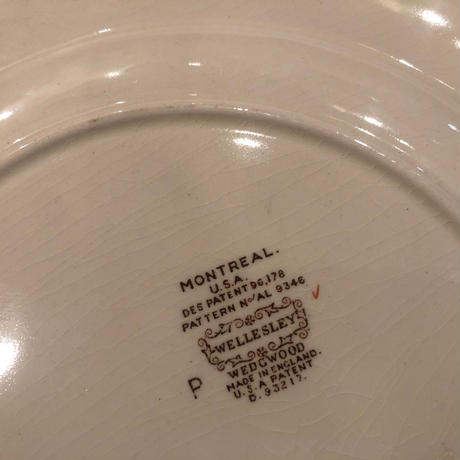 MONTREAL.
U.S.A.
DES PATENT 96,178
PATTERN No AL 9346
WELLESLEY
WEDGWOOD
MADE IN ENGLAND.
U.S.A PATENT
D. 93217.
P